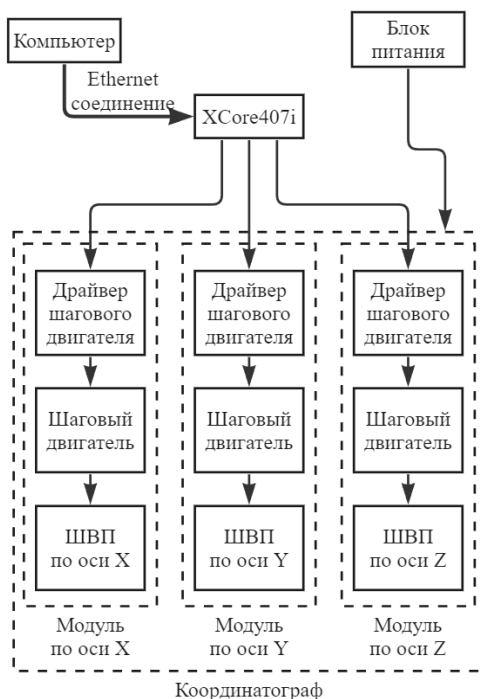 Компьютер
Блок
питания
Ethernet
соединение
XCore407i
Драйвер
шагового
двигателя
Драйвер
шагового
двигателя
Драйвер
шагового
двигателя
Шаговый
двигатель
Шаговый
двигатель
Шаговый
двигатель
ШВП
по оси X
ШВП
по оси Y
ШВП
по оси Z
Модуль
по оси X
Модуль
по оси Y
Модуль
по оси Z
Координатограф